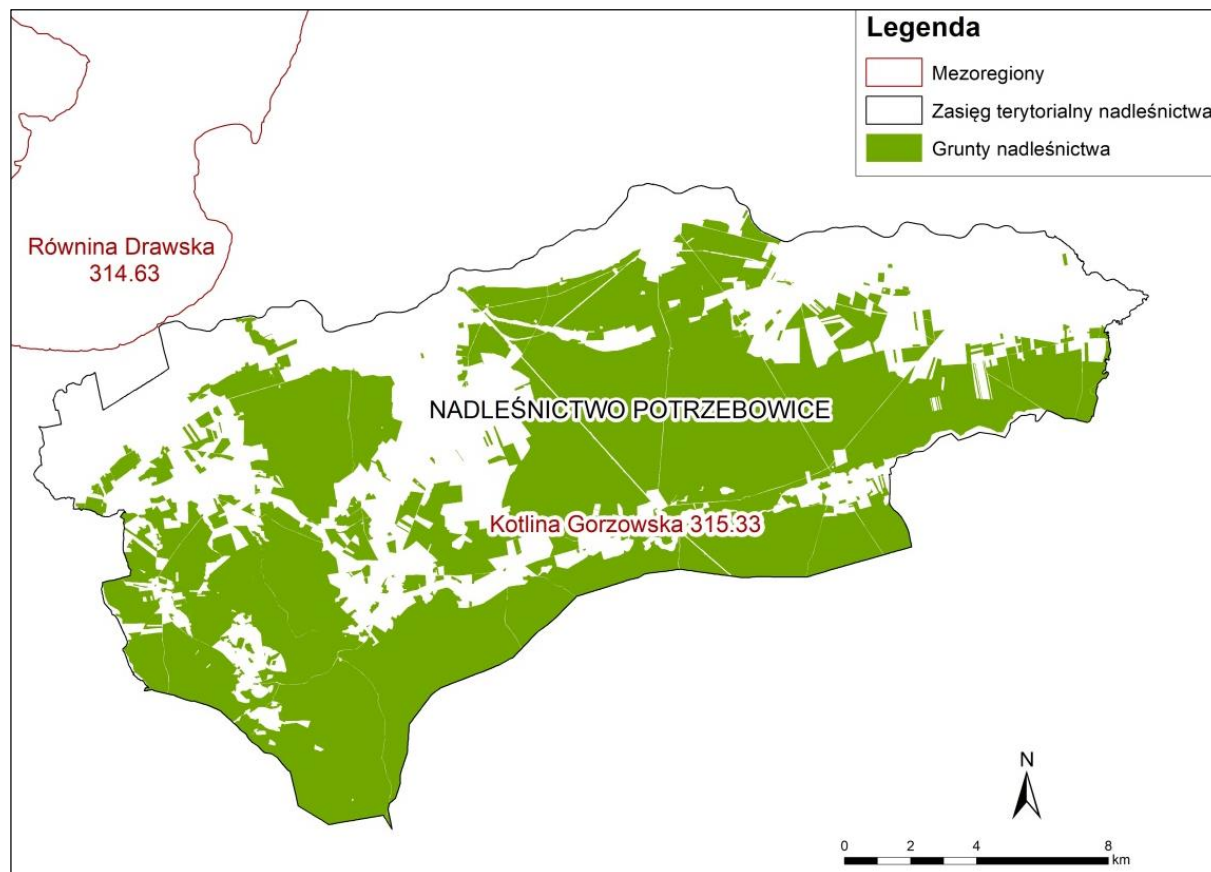 Legenda
Mezoregiony
Zasięg terytorialny nadleśnictwa
Grunty nadleśnictwa
Równina Drawska
314.63
NADLEŚNICTWO POTRZEBOWICE
Kotlina Gorzowska 315.33
N
0 2 4 8
km